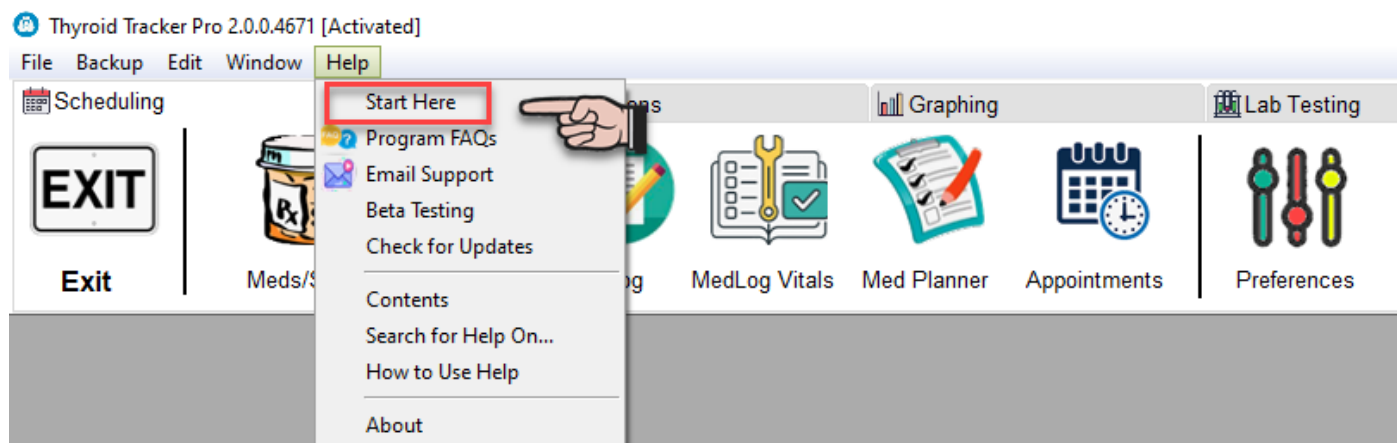 Thyroid Tracker Pro 2.0.0.4671 [Activated]
File Backup Edit Window Help
Scheduling
Graphing
Lab Testing
Start Here
Program FAQs
Email Support
Beta Testing
Check for Updates
Contents
Search for Help On...
How to Use Help
About
EXIT
Rx
Exit
MedLog Vitals
Med Planner
Appointments
Preferences